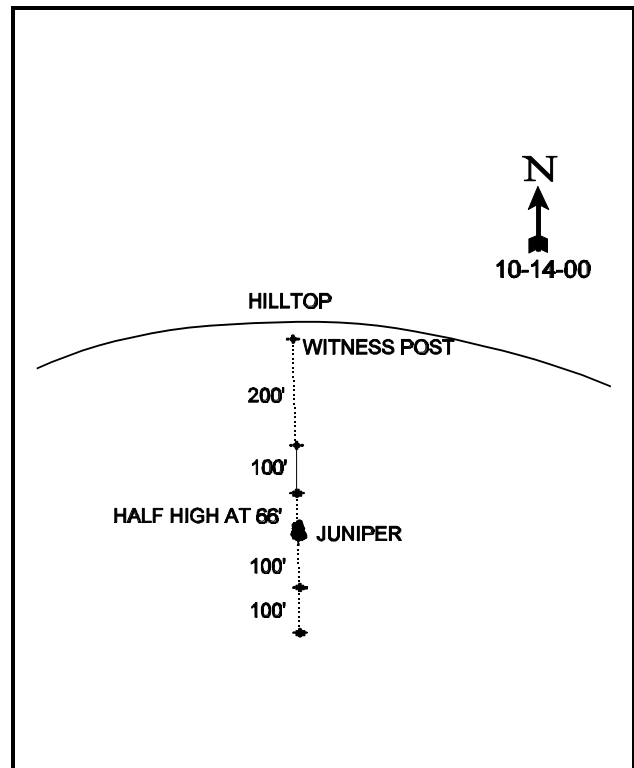 N
10-14-00
HILLTOP
WITNESS POST
200'
100'
HALF HIGH AT 66'
JUNIPER
100'
100'